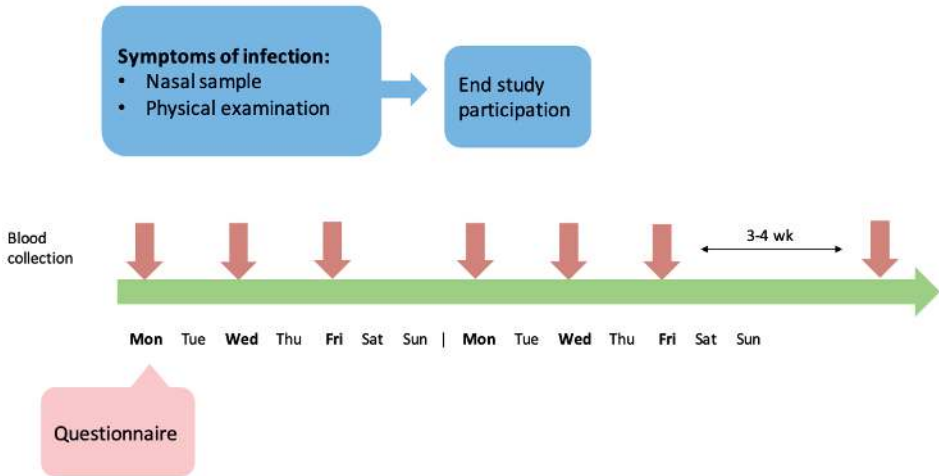 Symptoms of infection:
• Nasal sample
• Physical examination
End study
participation
Blood
collection
3-4 wk
Mon Tue Wed Thu Fri Sat Sun | Mon Tue Wed Thu Fri Sat Sun
Questionnaire